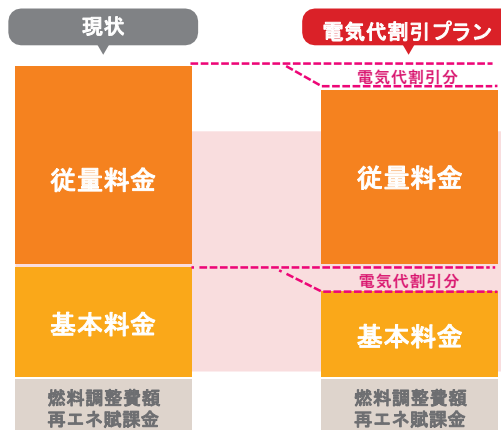 現状
電気代割引プラン
電気代割引分
従量料金
従量料金
電気代割引分
基本料金
基本料金
燃料調整費額
再エネ賦課金
燃料調整費額
再エネ賦課金